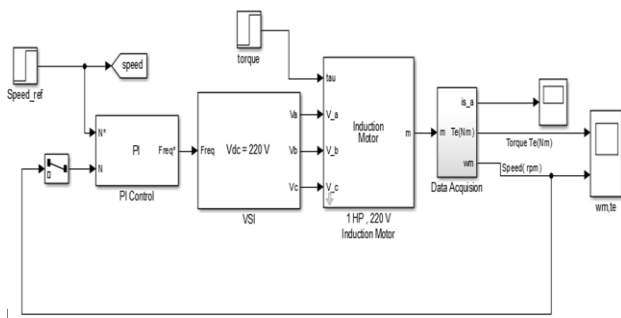 Speed_ref
speed
torque
N*
N
PI
Freq*
PI Control
Freq
Vdc = 220 V
Va
Vb
Vc
VSI
tau
V_a
V_b
V_c
Induction
Motor
m
1 HP , 220 V
Induction Motor
m
is_a
Te(Nm)
wm
Data Acquision
Torque Te(Nm)
Speed( rpm)
wm,te